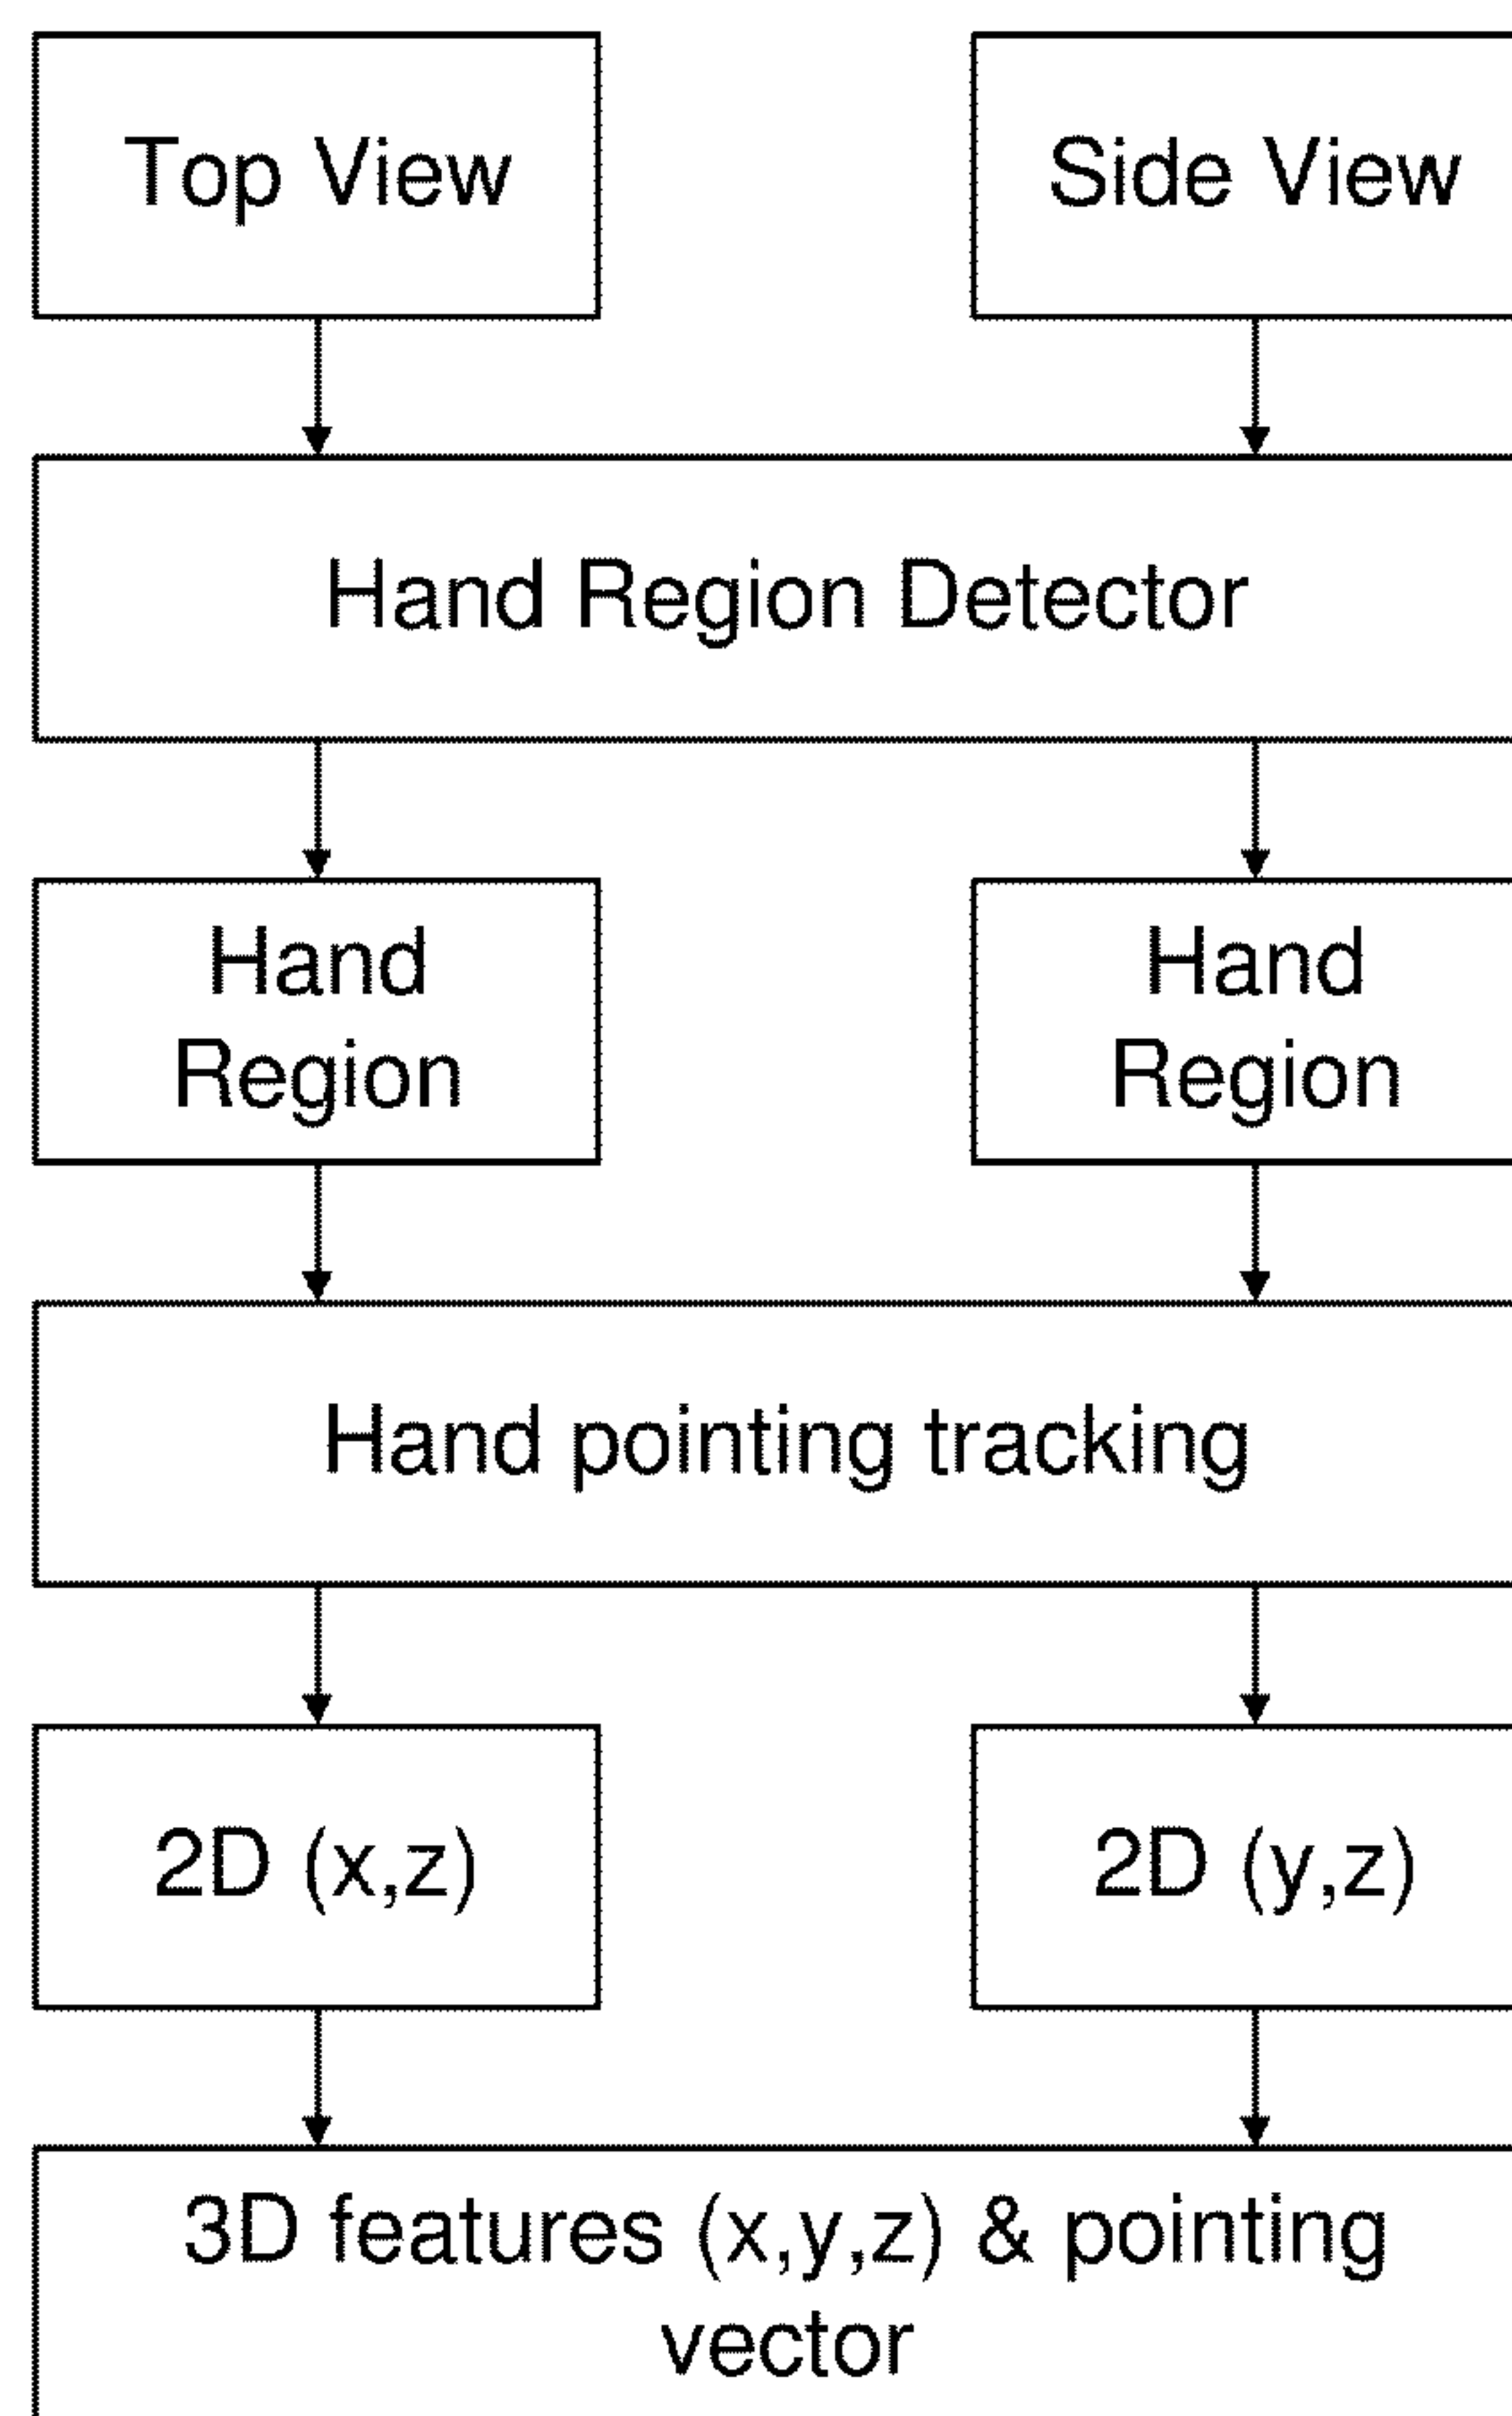 Top View
Side View
Hand Region Detector
Hand
Region
Hand
Region
Hand pointing tracking
2D (x,z)
2D (y,z)
3D features (x,y,z) & pointing
vector